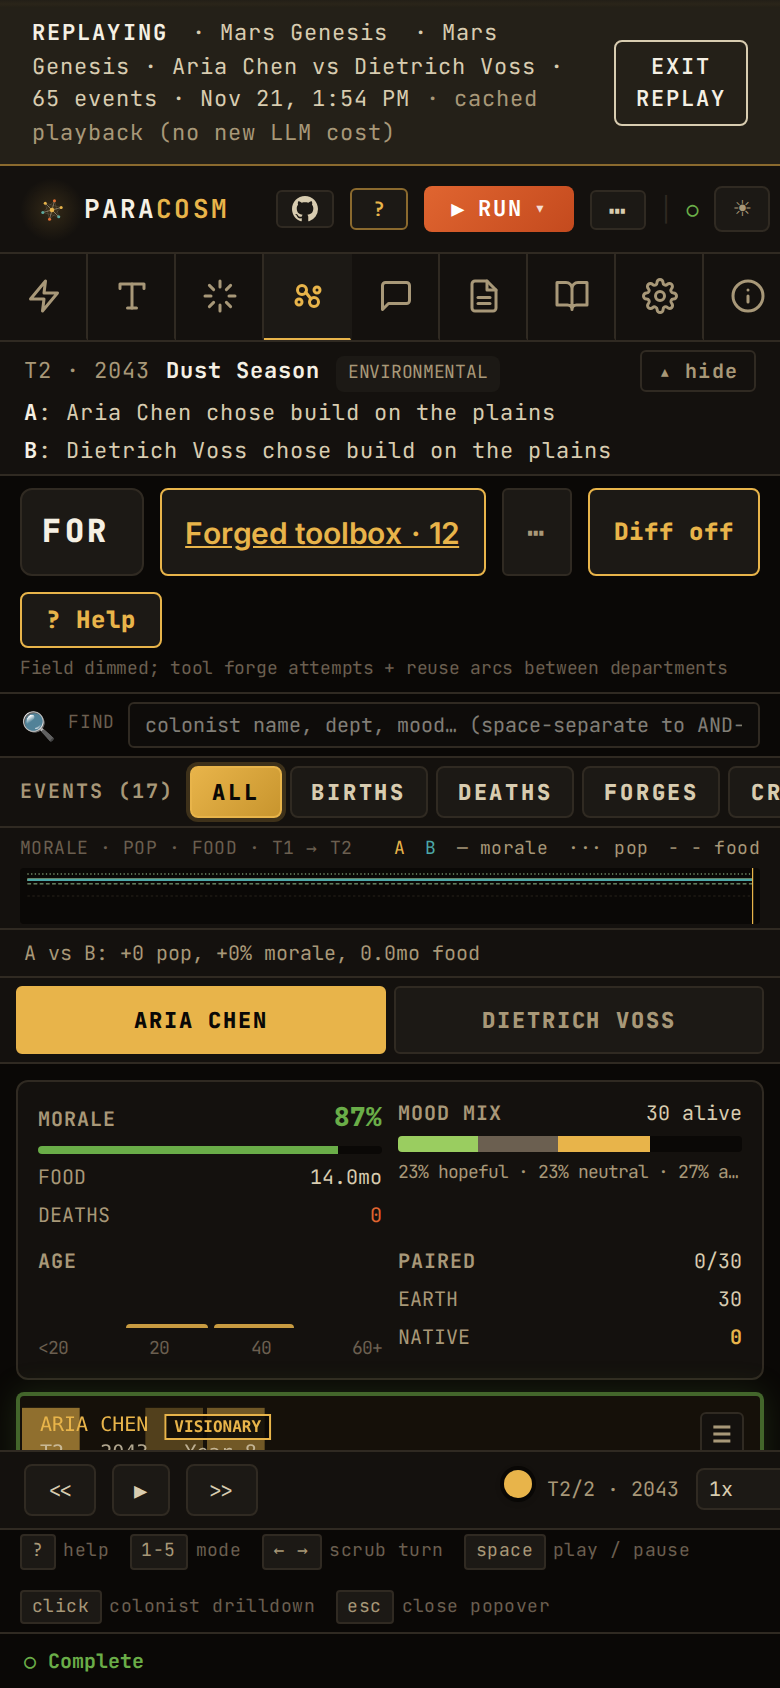 REPLAYING · Mars Genesis · Mars
Genesis · Aria Chen vs Dietrich Voss ·
65 events · Nov 21, 1:54 PM · cached
playback (no new LLM cost)
EXIT
REPLAY
PARACOSM
?
▶ RUN ▼
…
T2 · 2043 Dust Season ENVIRONMENTAL
▲ hide
A: Aria Chen chose build on the plains
B: Dietrich Voss chose build on the plains
FOR
Forged toolbox · 12
…
Diff off
? Help
Field dimmed; tool forge attempts + reuse arcs between departments
FIND
colonist name, dept, mood… (space-separate to AND-
EVENTS (17)
ALL
BIRTHS
DEATHS
FORGES
CR
MORALE · POP · FOOD · T1 → T2
A B — morale ··· pop - - food
A vs B: +0 pop, +0% morale, 0.0mo food
ARIA CHEN
DIETRICH VOSS
MORALE 87%
FOOD 14.0mo
DEATHS 0
MOOD MIX 30 alive
23% hopeful · 23% neutral · 27% a…
AGE
<20 20 40 60+
PAIRED 0/30
EARTH 30
NATIVE 0
ARIA CHEN VISIONARY
T2 · 2043 · Year 8
<< ▶ >>
T2/2 · 2043
1x
? help 1-5 mode ← → scrub turn space play / pause
click colonist drilldown esc close popover
Complete